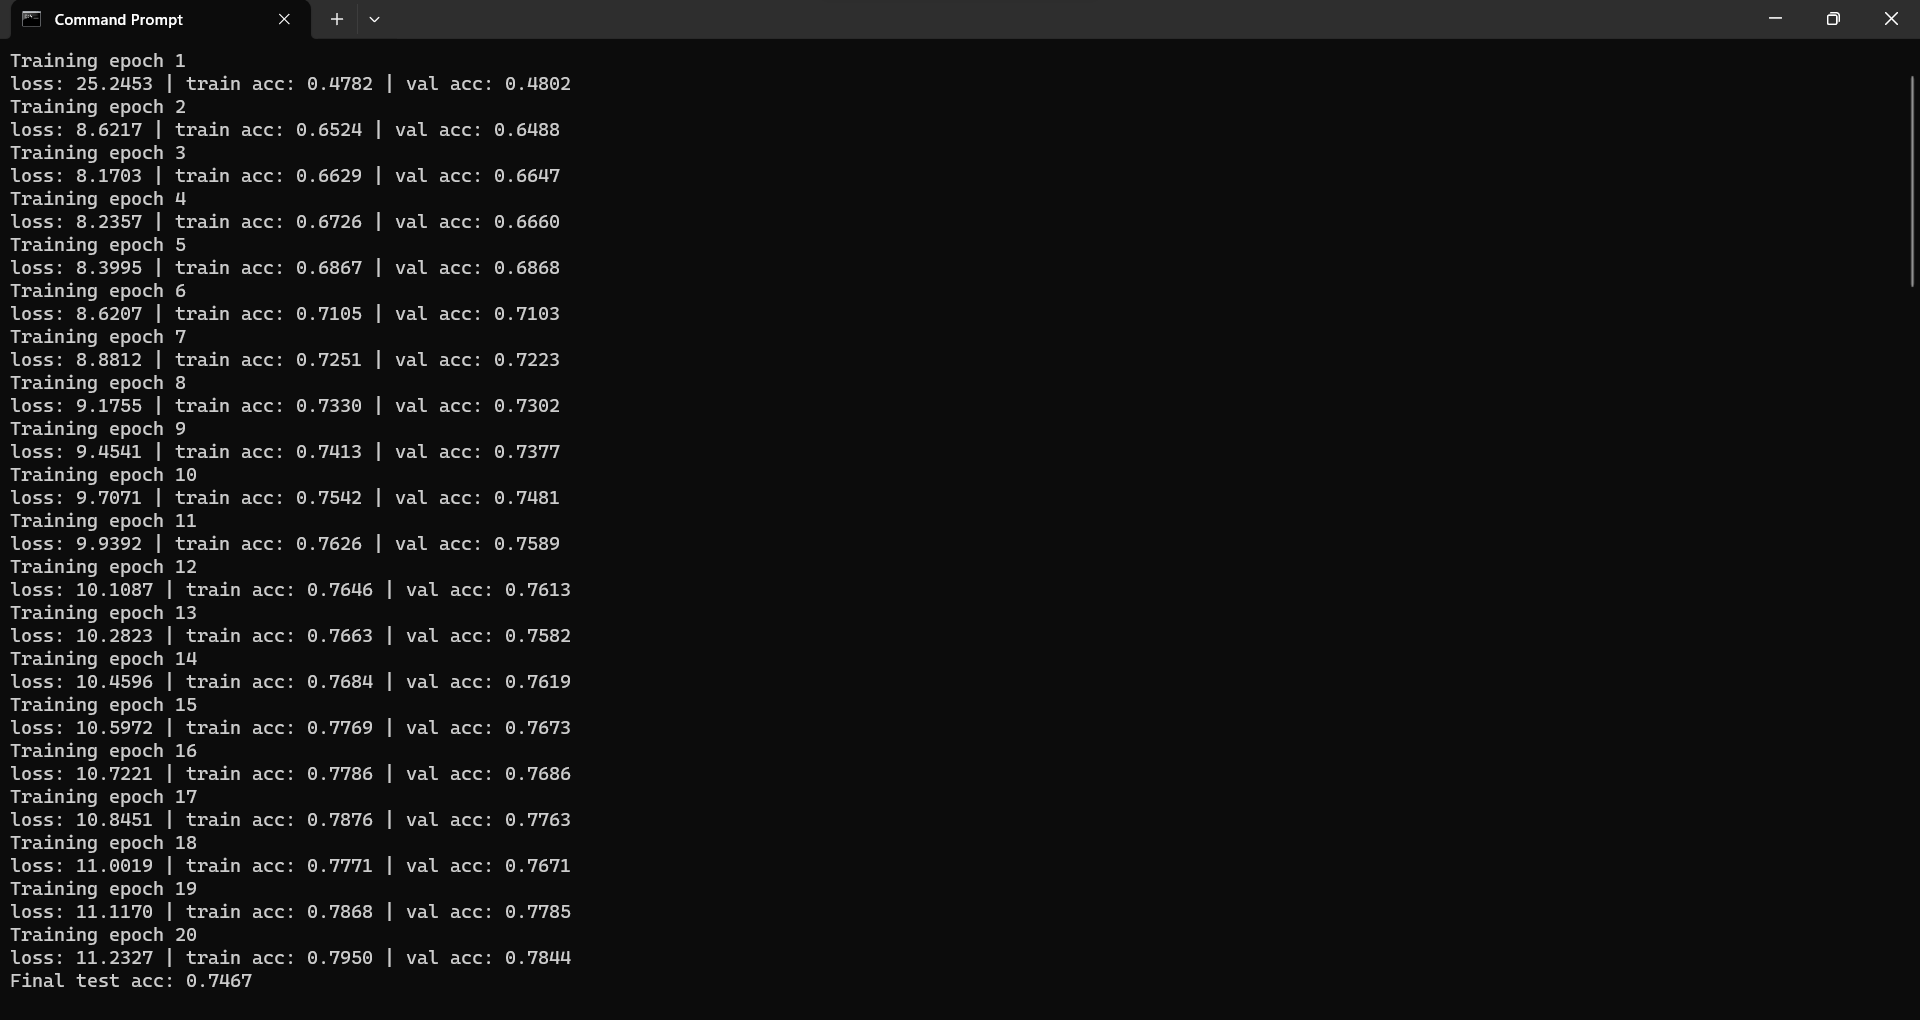 Command Prompt
Training epoch 1
loss: 25.2453 | train acc: 0.4782 | val acc: 0.4802
Training epoch 2
loss: 8.6217 | train acc: 0.6524 | val acc: 0.6488
Training epoch 3
loss: 8.1703 | train acc: 0.6629 | val acc: 0.6647
Training epoch 4
loss: 8.2357 | train acc: 0.6726 | val acc: 0.6660
Training epoch 5
loss: 8.3995 | train acc: 0.6867 | val acc: 0.6868
Training epoch 6
loss: 8.6207 | train acc: 0.7105 | val acc: 0.7103
Training epoch 7
loss: 8.8812 | train acc: 0.7251 | val acc: 0.7223
Training epoch 8
loss: 9.1755 | train acc: 0.7330 | val acc: 0.7302
Training epoch 9
loss: 9.4541 | train acc: 0.7413 | val acc: 0.7377
Training epoch 10
loss: 9.7071 | train acc: 0.7542 | val acc: 0.7481
Training epoch 11
loss: 9.9392 | train acc: 0.7626 | val acc: 0.7589
Training epoch 12
loss: 10.1087 | train acc: 0.7646 | val acc: 0.7613
Training epoch 13
loss: 10.2823 | train acc: 0.7663 | val acc: 0.7582
Training epoch 14
loss: 10.4596 | train acc: 0.7684 | val acc: 0.7619
Training epoch 15
loss: 10.5972 | train acc: 0.7769 | val acc: 0.7673
Training epoch 16
loss: 10.7221 | train acc: 0.7786 | val acc: 0.7686
Training epoch 17
loss: 10.8451 | train acc: 0.7876 | val acc: 0.7763
Training epoch 18
loss: 11.0019 | train acc: 0.7771 | val acc: 0.7671
Training epoch 19
loss: 11.1170 | train acc: 0.7868 | val acc: 0.7785
Training epoch 20
loss: 11.2327 | train acc: 0.7950 | val acc: 0.7844
Final test acc: 0.7467